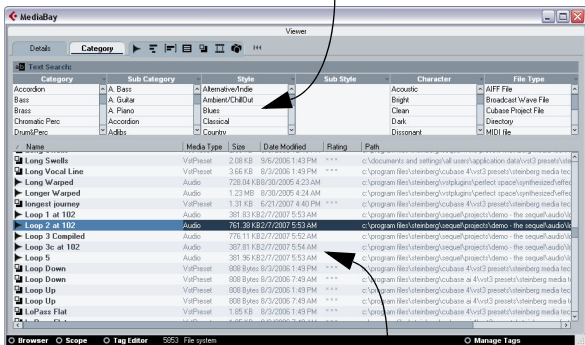 MediaBay
Viewer
Details Category
Text Search:
Category Sub Category Style Sub Style Character File Type
Accordion A. Bass Alternative/Indie Acoustic AIFF File
Bass A. Guitar Ambient/ChillOut Bright Broadcast Wave File
Brass A. Piano Blues Clean Cubase Project File
Chromatic Perc Accordion Classical Dark Directory
Drum&Perc Adlibs Country Dissonant MIDI file
Name Media Type Size Date Modified Rating Path
Long Swells VstPreset 2.08 KB 9/6/2006 1:43 PM *** c:\documents and settings\all users\application data\vst3 presets\ste
Long Vocal Line VstPreset 3.66 KB 8/3/2006 1:49 PM *** c:\program files\steinberg\cubase 4\vst3 presets\steinberg media tec
Long Warped Audio 728.04 KB 8/30/2005 4:23 AM c:\program files\steinberg\vstplugins\perfect space\synthesized\effec
Longer Warped Audio 1.23 MB 8/30/2005 4:24 AM c:\program files\steinberg\vstplugins\perfect space\synthesized\effec
longest journey VstPreset 1.31 KB 6/21/2007 4:40 PM *** c:\program files\steinberg\cubase 4\vst3 presets\steinberg media tec
Loop 1 at 102 Audio 381.83 KB 2/7/2007 5:53 AM c:\program files\steinberg\sequel\projects\demo - the sequel\audio\lo
Loop 2 at 102 Audio 761.38 KB 2/7/2007 5:53 AM c:\program files\steinberg\sequel\projects\demo - the sequel\audio\lo
Loop 3 Compiled Audio 776.11 KB 2/7/2007 5:52 AM c:\program files\steinberg\sequel\projects\demo - the sequel\audio\lo
Loop 3c at 102 Audio 387.81 KB 2/7/2007 5:54 AM c:\program files\steinberg\sequel\projects\demo - the sequel\audio\lo
Loop 5 Audio 381.96 KB 2/7/2007 5:53 AM c:\program files\steinberg\sequel\projects\demo - the sequel\audio\lo
Loop Down VstPreset 808 Bytes 8/3/2006 1:49 PM *** c:\program files\steinberg\cubase 4\vst3 presets\steinberg media tec
Loop Down VstPreset 808 Bytes 8/3/2006 1:49 PM *** c:\program files\steinberg\cubase ai 4\vst3 presets\steinberg media t
Loop Up VstPreset 808 Bytes 8/3/2006 1:49 PM *** c:\program files\steinberg\cubase 4\vst3 presets\steinberg media tec
Loop Up VstPreset 808 Bytes 8/3/2006 1:49 PM *** c:\program files\steinberg\cubase ai 4\vst3 presets\steinberg media t
LoPass Flat VstPreset 1.85 KB 8/3/2006 1:49 PM *** c:\program files\steinberg\cubase 4\vst3 presets\steinberg media tec
Browser Scope Tag Editor 5853 File system Manage Tags